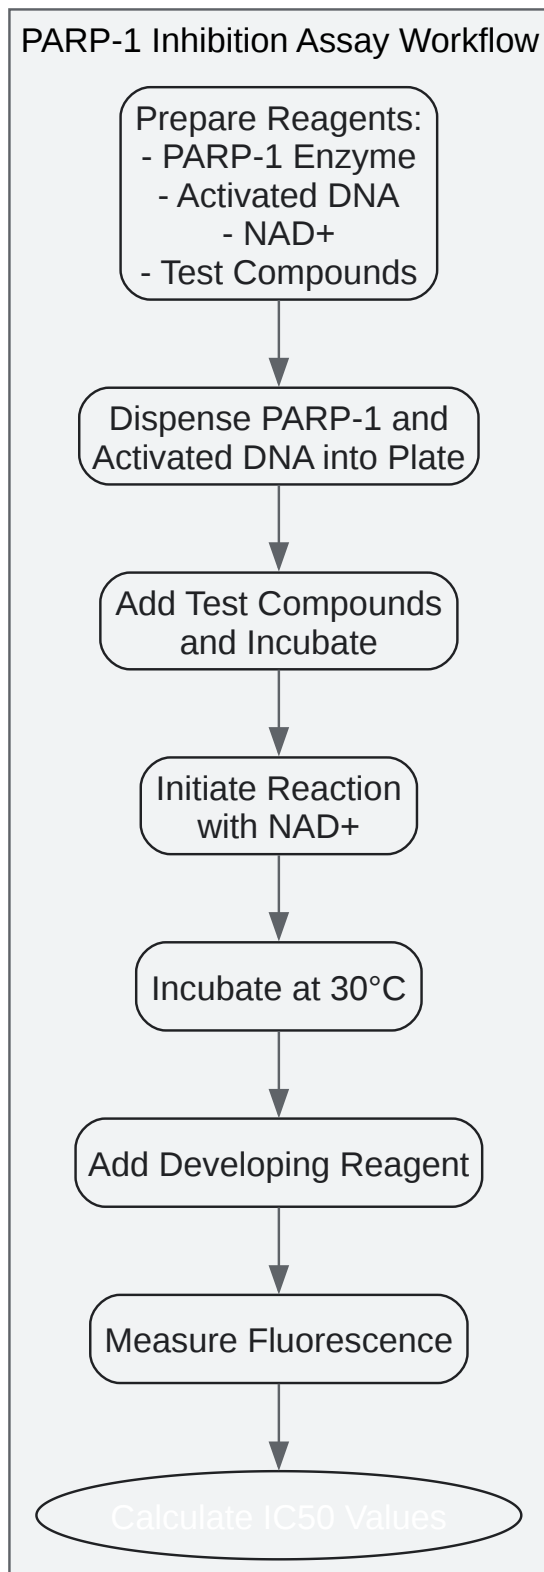 PARP-1 Inhibition Assay Workflow
Prepare Reagents:
- PARP-1 Enzyme
- Activated DNA
- NAD+
- Test Compounds
Dispense PARP-1 and
Activated DNA into Plate
Add Test Compounds
and Incubate
Initiate Reaction
with NAD+
Incubate at 30°C
Add Developing Reagent
Measure Fluorescence
Calculate IC50 Values